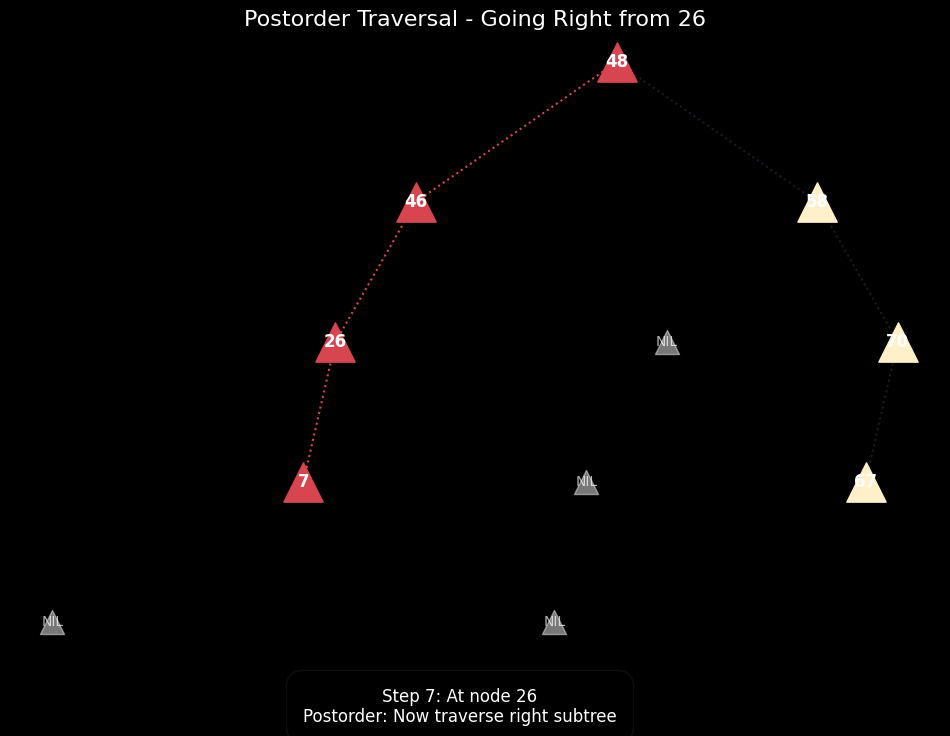 Postorder Traversal - Going Right from 26
48
46
58
26
NIL
70
7
NIL
67
NIL
NIL
Step 7: At node 26
Postorder: Now traverse right subtree